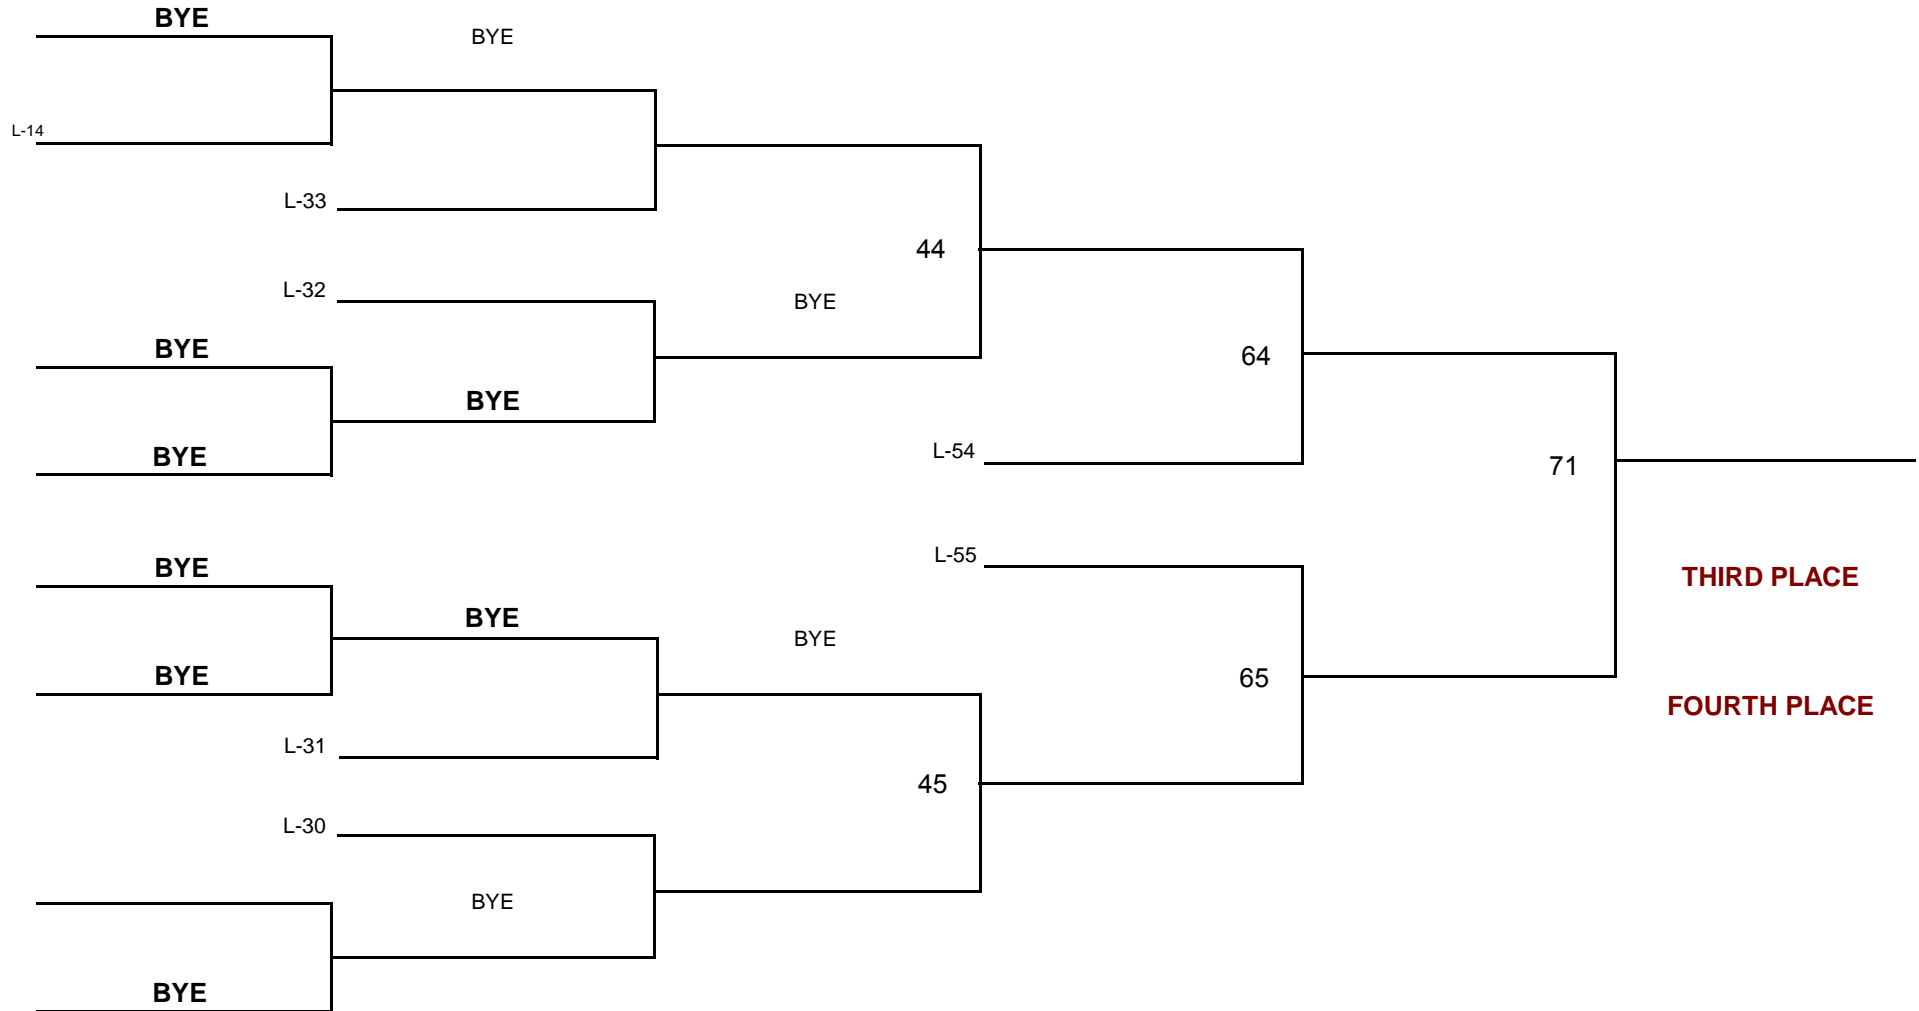 BYE
BYE
L-14
L-33
44
L-32
BYE
BYE
64
BYE
L-54
BYE
71
L-55
BYE
THIRD PLACE
BYE
BYE
BYE
65
FOURTH PLACE
L-31
45
L-30
BYE
BYE